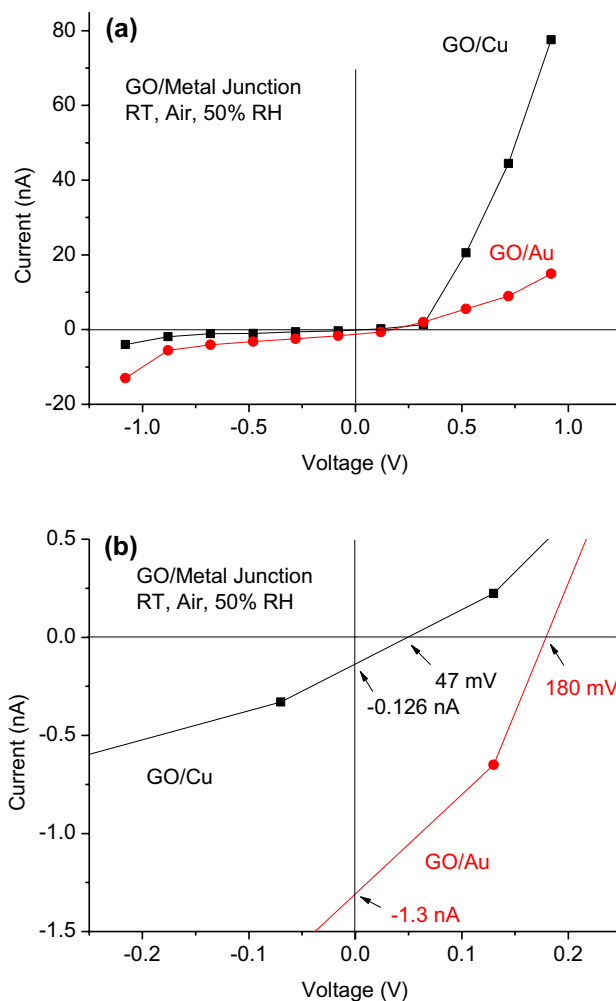 (a)
80
60
40
20
0
-20
Current (nA)
GO/Metal Junction
RT, Air, 50% RH
GO/Cu
GO/Au
-1.0
-0.5
0.0
0.5
1.0
Voltage (V)
(b)
0.5
0.0
-0.5
-1.0
-1.5
Current (nA)
GO/Metal Junction
RT, Air, 50% RH
47 mV
180 mV
-0.126 nA
GO/Cu
GO/Au
-1.3 nA
-0.2
-0.1
0.0
0.1
0.2
Voltage (V)